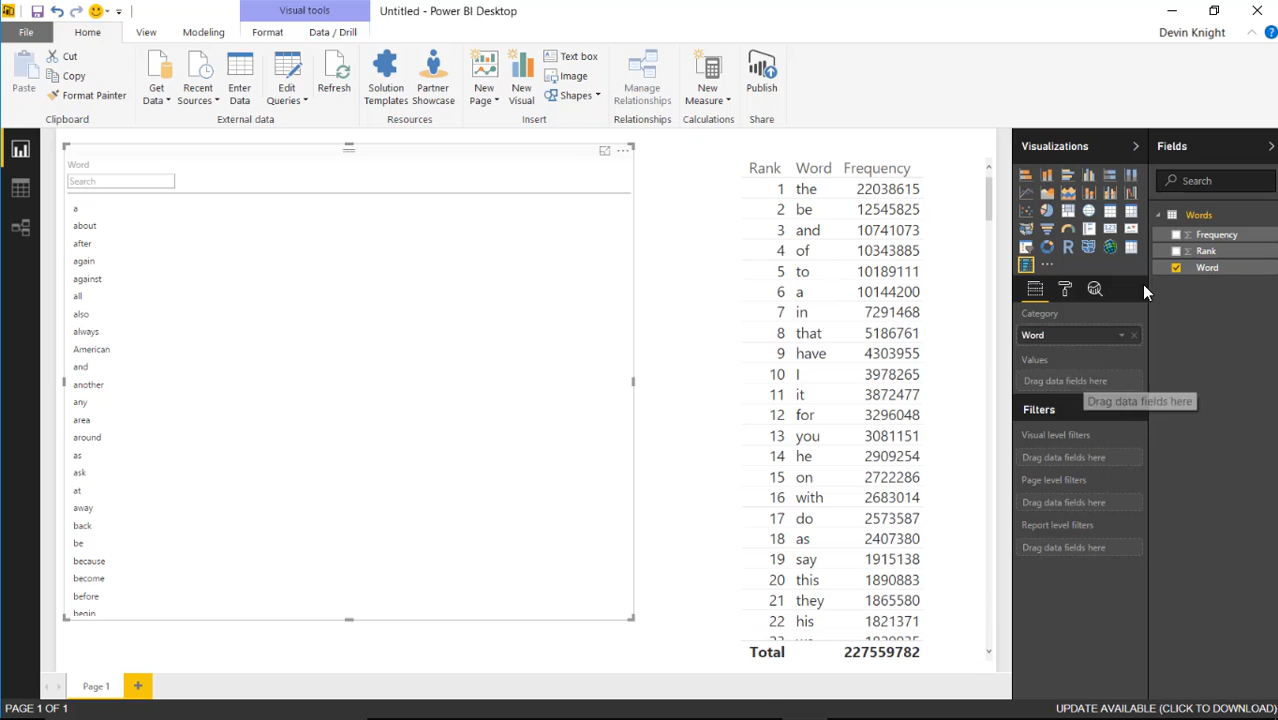 Visual tools
Untitled - Power BI Desktop
File
Home
View
Modeling
Format
Data / Drill
Devin Knight
Paste
Cut
Copy
Format Painter
Clipboard
Get Data
Recent Sources
Enter Data
Edit Queries
Refresh
External data
Solution Templates
Partner Showcase
Resources
New Page
New Visual
Text box
Image
Shapes
Insert
Manage Relationships
Relationships
New Measure
Calculations
Publish
Share
Word
Search
a
about
after
again
against
all
also
always
American
and
another
any
area
around
as
ask
at
away
back
be
because
become
before
begin
Rank Word Frequency
1 the 22038615
2 be 12545825
3 and 10741073
4 of 10343885
5 to 10189111
6 a 10144200
7 in 7291468
8 that 5186761
9 have 4303955
10 I 3978265
11 it 3872477
12 for 3296048
13 you 3081151
14 he 2909254
15 on 2722286
16 with 2683014
17 do 2573587
18 as 2407380
19 say 1915138
20 this 1890883
21 they 1865580
22 his 1821371
Total 227559782
Visualizations
R
Category
Word
Values
Drag data fields here
Drag data fields here
Filters
Visual level filters
Drag data fields here
Page level filters
Drag data fields here
Report level filters
Drag data fields here
Fields
Search
Words
Σ Frequency
Σ Rank
Word
Page 1
PAGE 1 OF 1
UPDATE AVAILABLE (CLICK TO DOWNLOAD)